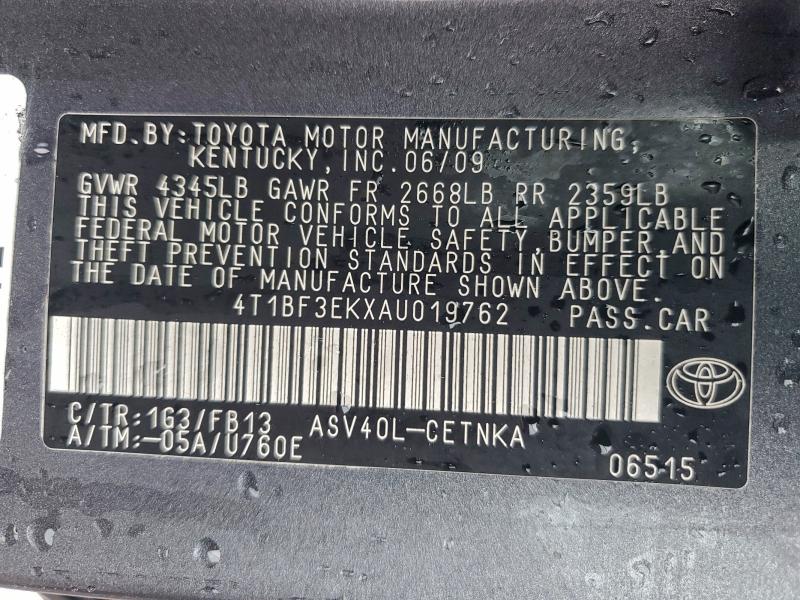 MFD.BY:TOYOTA MOTOR MANUFACTURING,
KENTUCKY, INC. 06/09
GVWR 4345LB GAWR FR 2668LB RR 2359LB
THIS VEHICLE CONFORMS TO ALL APPLICABLE
FEDERAL MOTOR VEHICLE SAFETY, BUMPER, AND
THEFT PREVENTION STANDARDS IN EFFECT ON
THE DATE OF MANUFACTURE SHOWN ABOVE.
4T1BF3EKXAU019762 PASS.CAR
C/TR:1G3/FB13 ASV40L-CETNKA
A/TM:-05A/U760E
06515